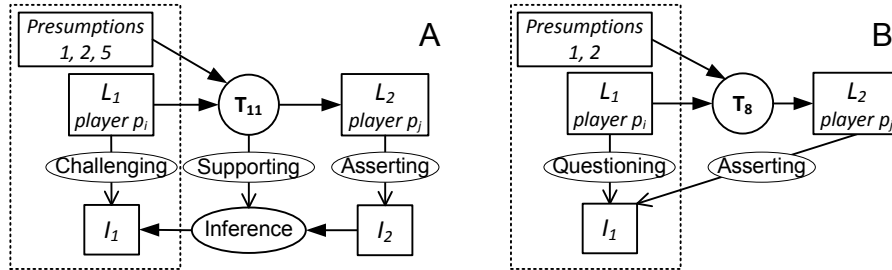 A
Presumptions
1, 2, 5
L1
player pi
T11
L2
player pj
Challenging
Supporting
Asserting
I1
Inference
I2
B
Presumptions
1, 2
L1
player pi
T8
L2
player pj
Questioning
Asserting
I1